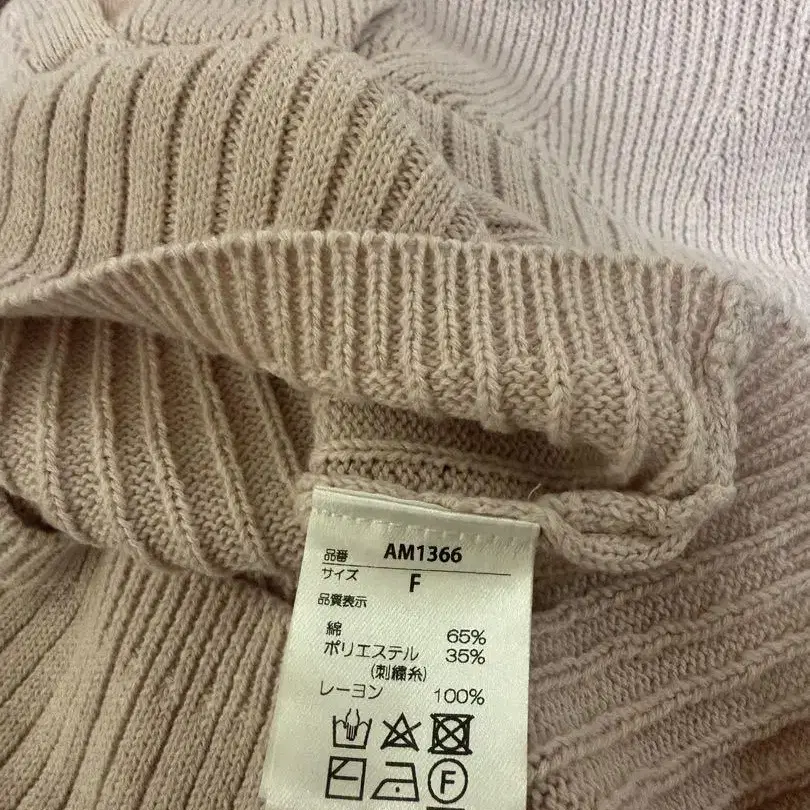 品番 AM1366
サイズ F
品質表示
綿 65%
ポリエステル 35%
(刺繍糸)
レーヨン 100%
F